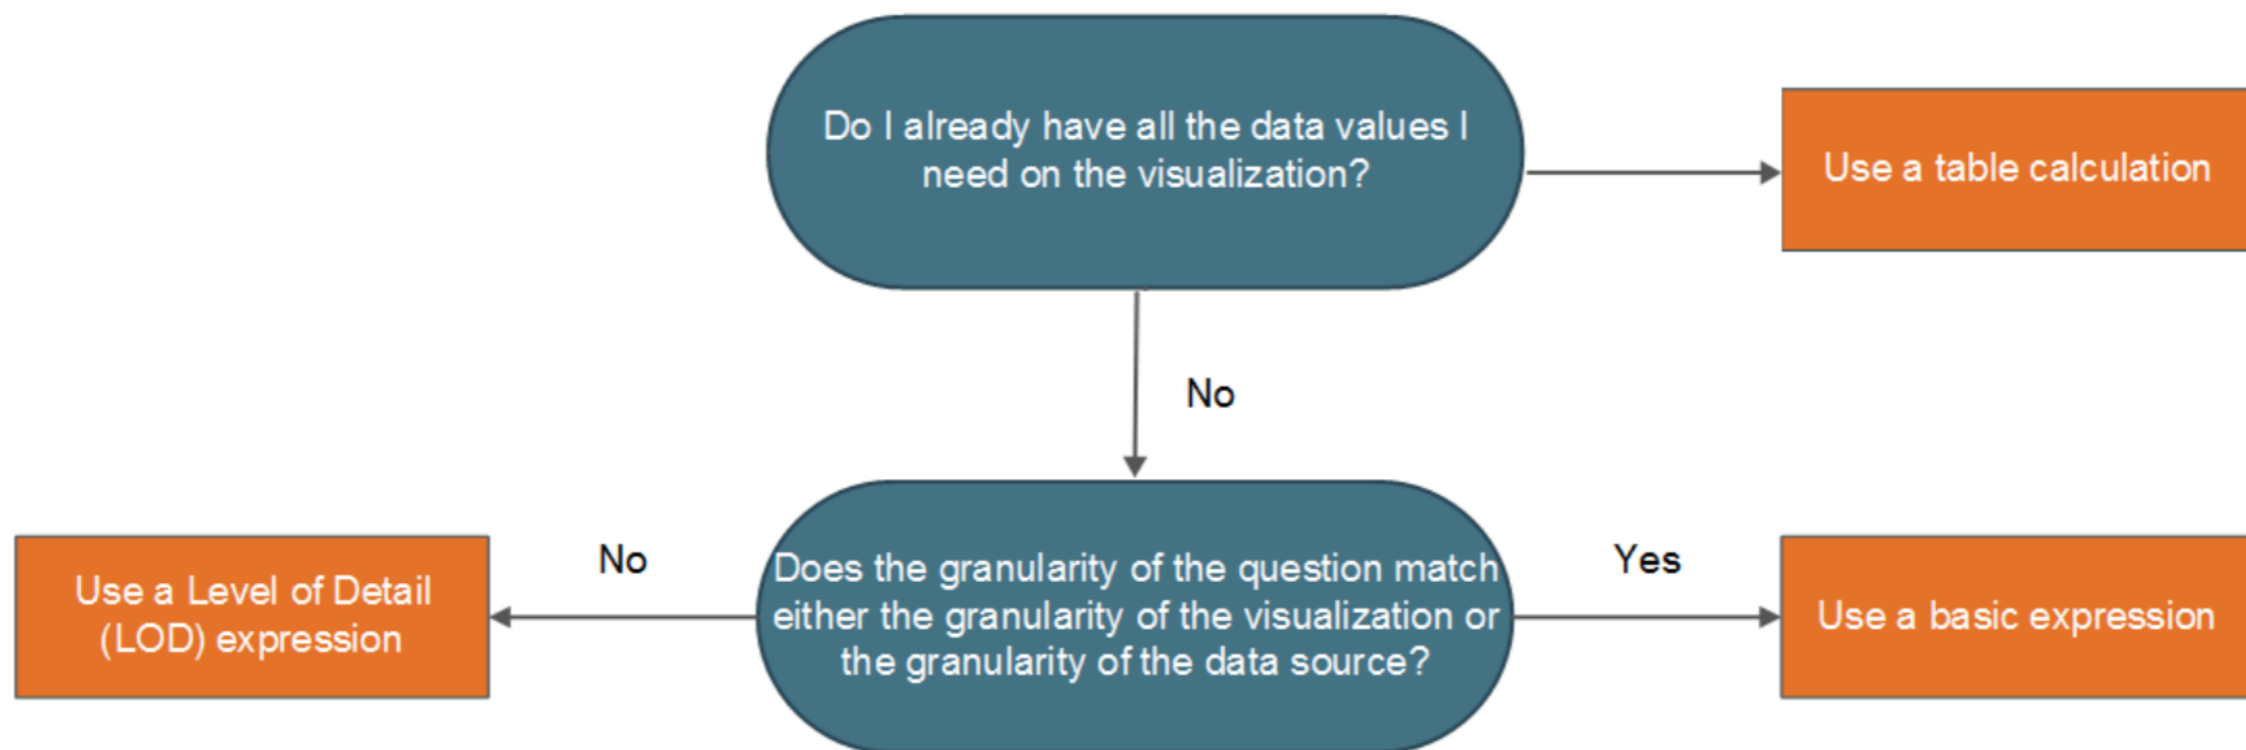 Do I already have all the data values I
need on the visualization?
Use a table calculation
No
No
Yes
Use a Level of Detail
(LOD) expression
Does the granularity of the question match
either the granularity of the visualization or
the granularity of the data source?
Use a basic expression